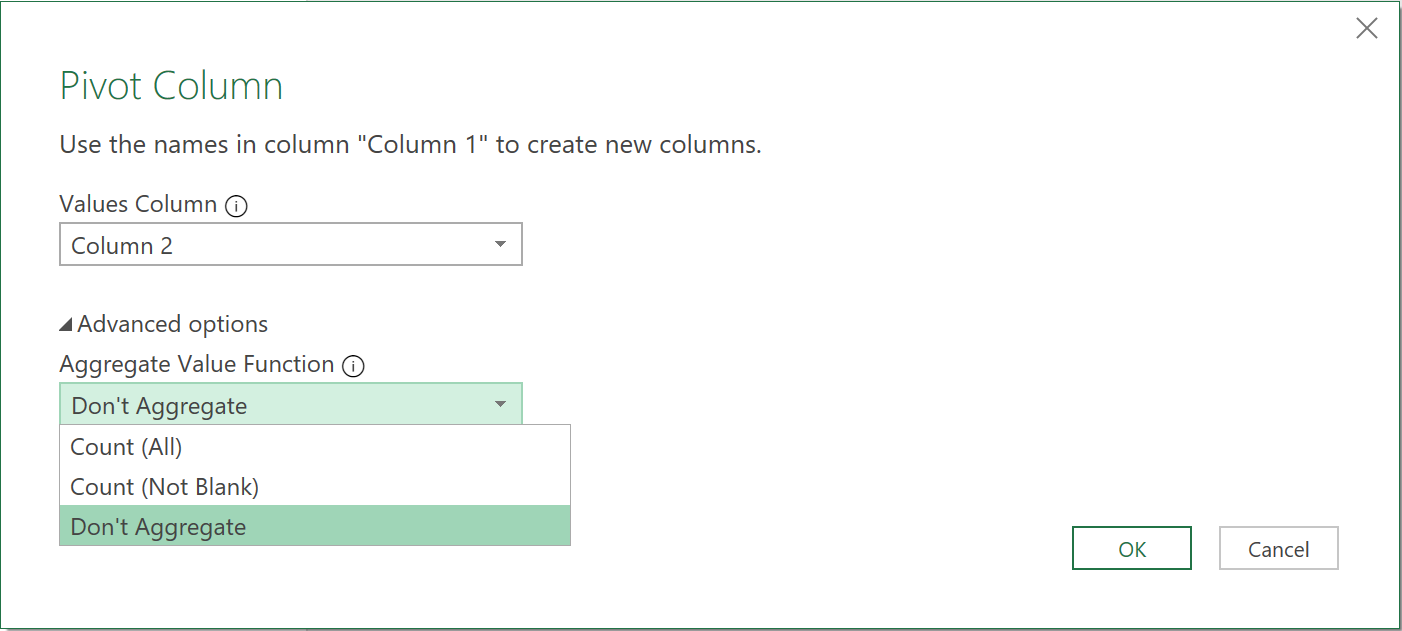 Pivot Column
Use the names in column "Column 1" to create new columns.
Values Column
Column 2
Advanced options
Aggregate Value Function
Don't Aggregate
Count (All)
Count (Not Blank)
Don't Aggregate
OK
Cancel